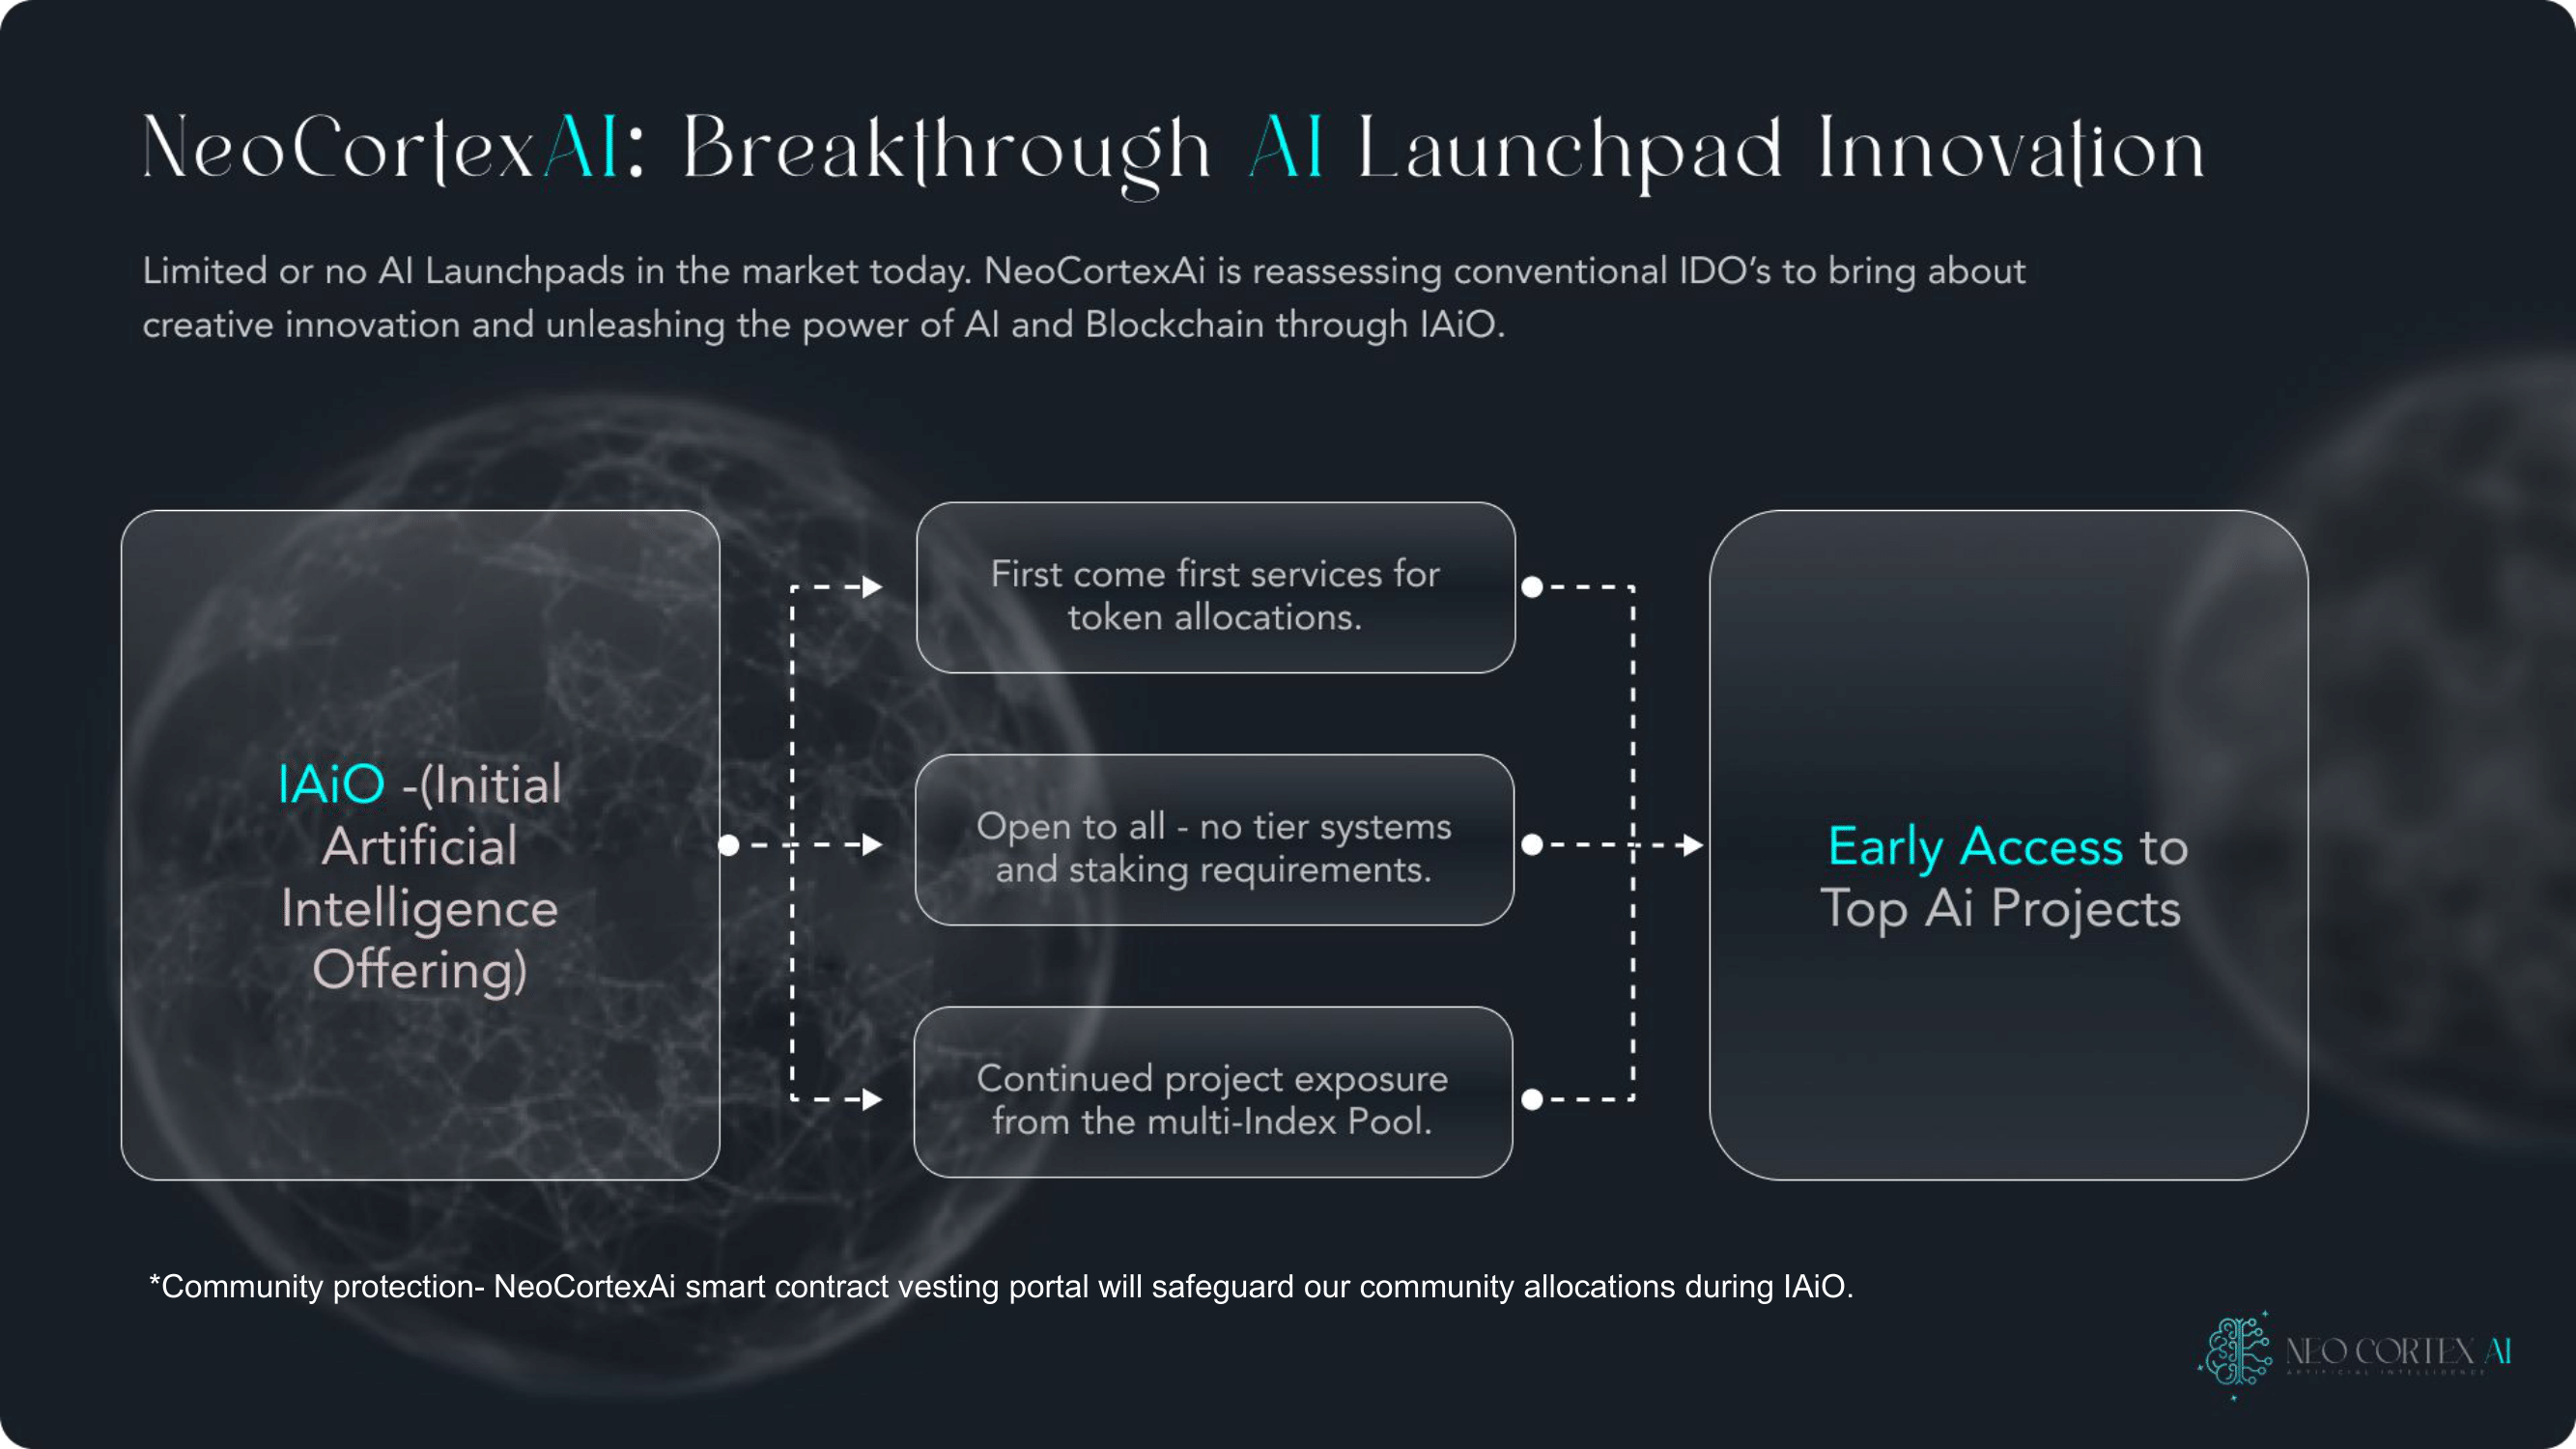 NeoCortexAI: Breakthrough AI Launchpad Innovation
Limited or no AI Launchpads in the market today. NeoCortexAi is reassessing conventional IDO’s to bring about
creative innovation and unleashing the power of AI and Blockchain through IAiO.
IAiO -(Initial
Artificial
Intelligence
Offering)
First come first services for
token allocations.
Open to all - no tier systems
and staking requirements.
Continued project exposure
from the multi-Index Pool.
Early Access to
Top Ai Projects
*Community protection- NeoCortexAi smart contract vesting portal will safeguard our community allocations during IAiO.
NEO CORTEX AI
ARTIFICIAL INTELLIGENCE